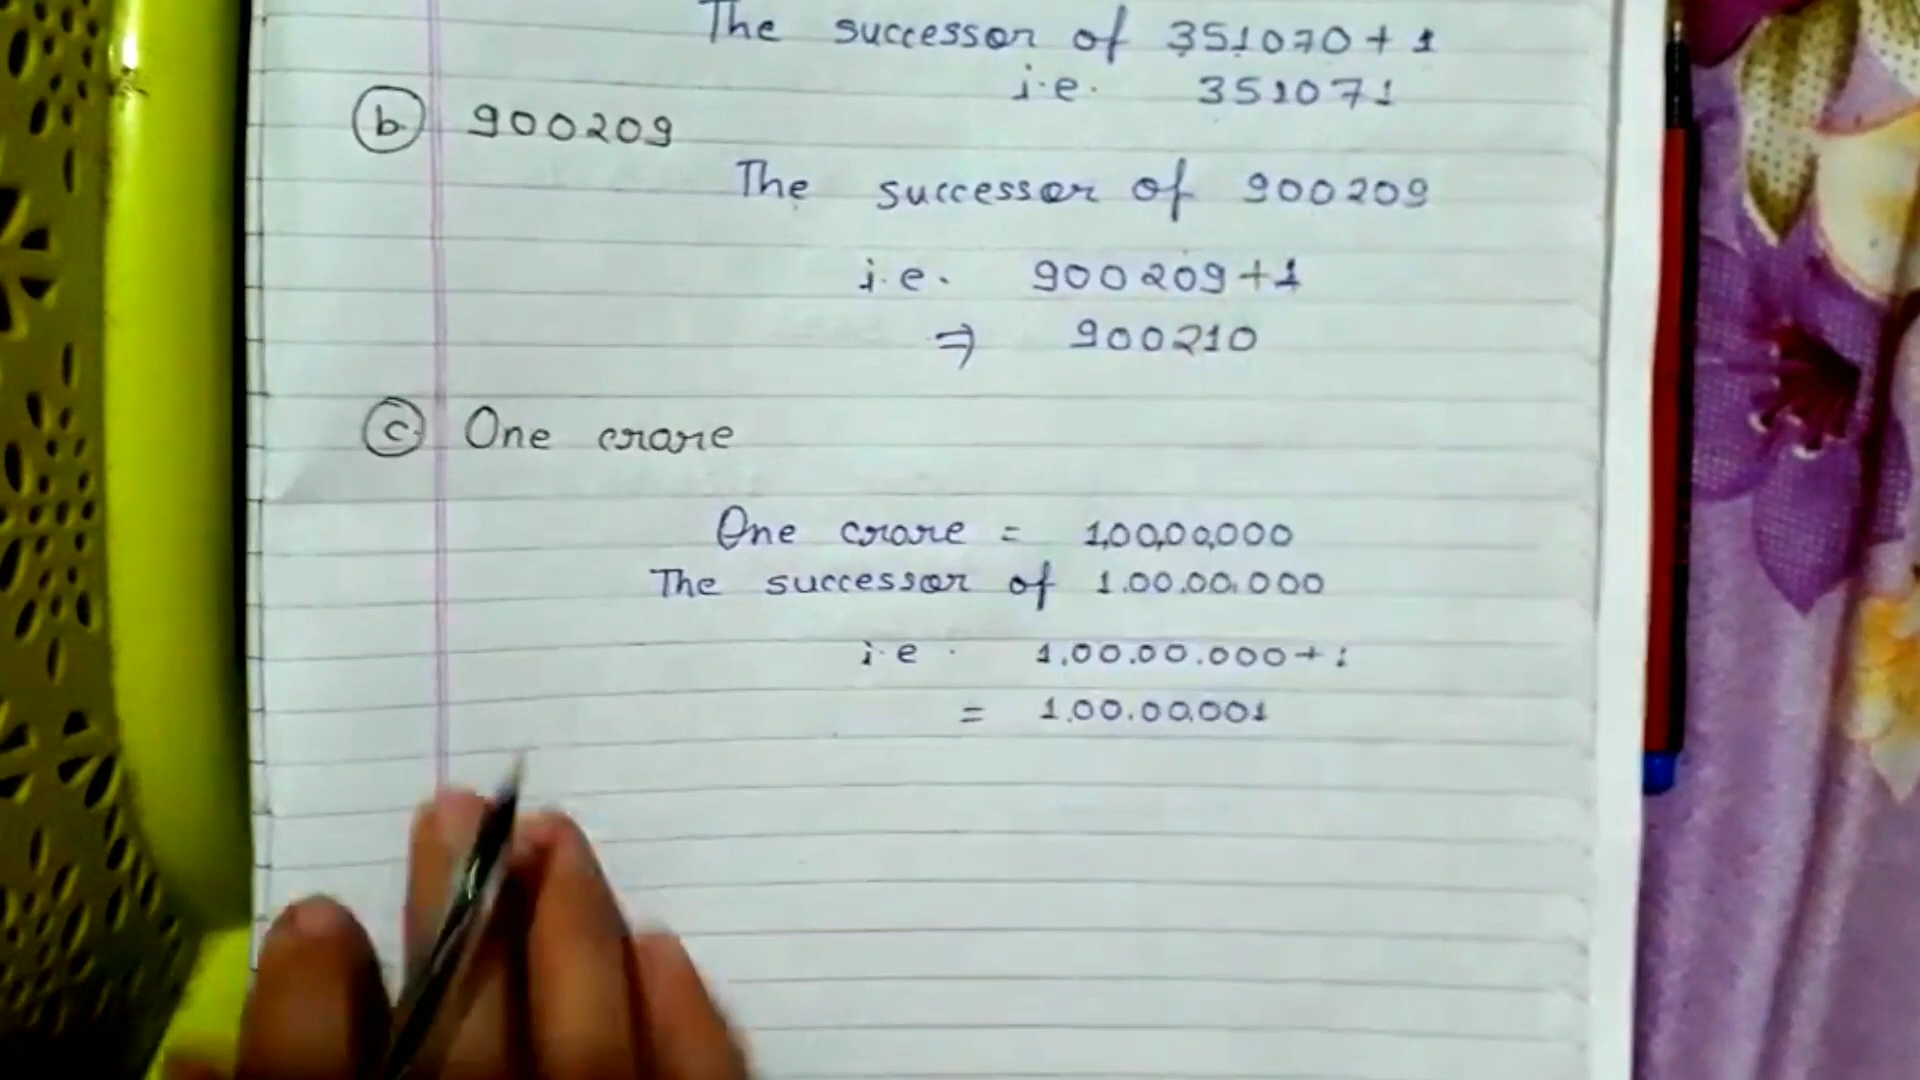 The successor of 351070+1
i.e. 351071
(b) 900209
The successor of 900209
i.e. 900209+1
⇒ 900210
(c) One crore
One crore = 1,00,00,000
The successor of 1.00.00.000
i.e. 1.00.00.000+1
= 1.00.00.001